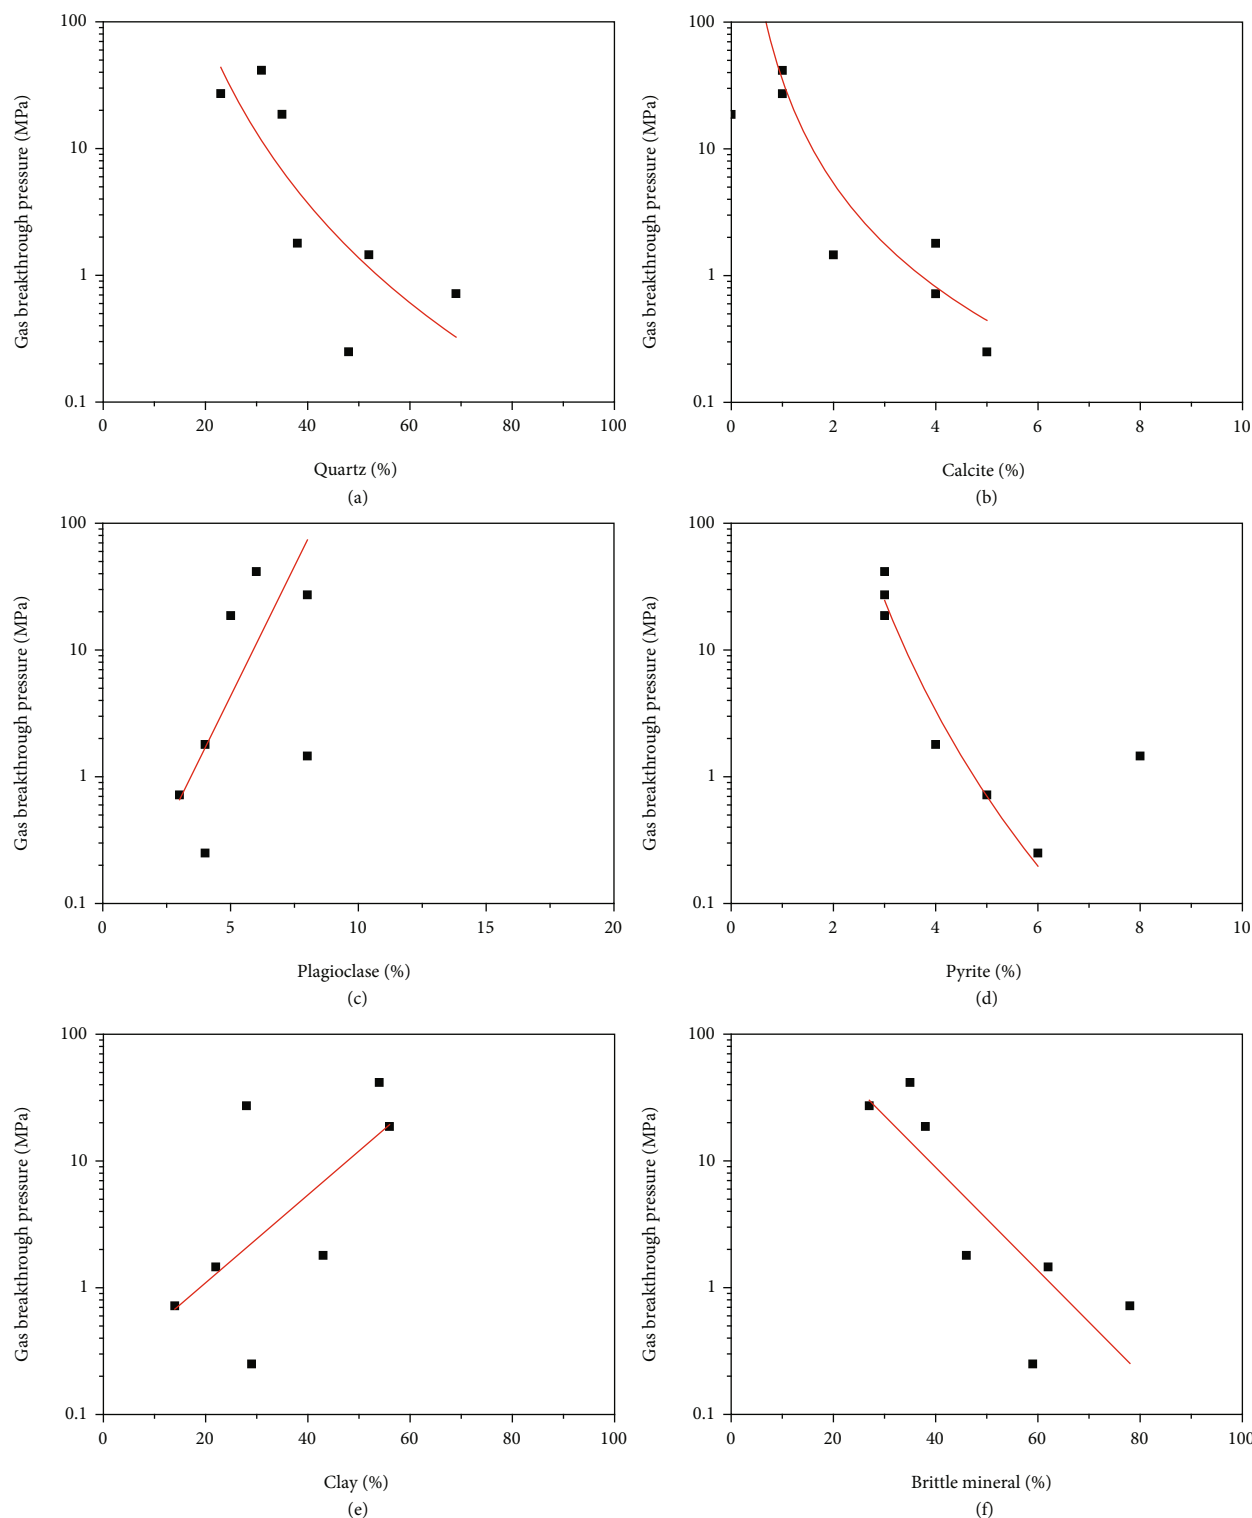 100
10
1
0.1
Gas breakthrough pressure (MPa)
0 20 40 60 80 100
Quartz (%)
(a)
100
10
1
0.1
Gas breakthrough pressure (MPa)
0 2 4 6 8 10
Calcite (%)
(b)
100
10
1
0.1
Gas breakthrough pressure (MPa)
0 5 10 15 20
Plagioclase (%)
(c)
100
10
1
0.1
Gas breakthrough pressure (MPa)
0 2 4 6 8 10
Pyrite (%)
(d)
100
10
1
0.1
Gas breakthrough pressure (MPa)
0 20 40 60 80 100
Clay (%)
(e)
100
10
1
0.1
Gas breakthrough pressure (MPa)
0 20 40 60 80 100
Brittle mineral (%)
(f)